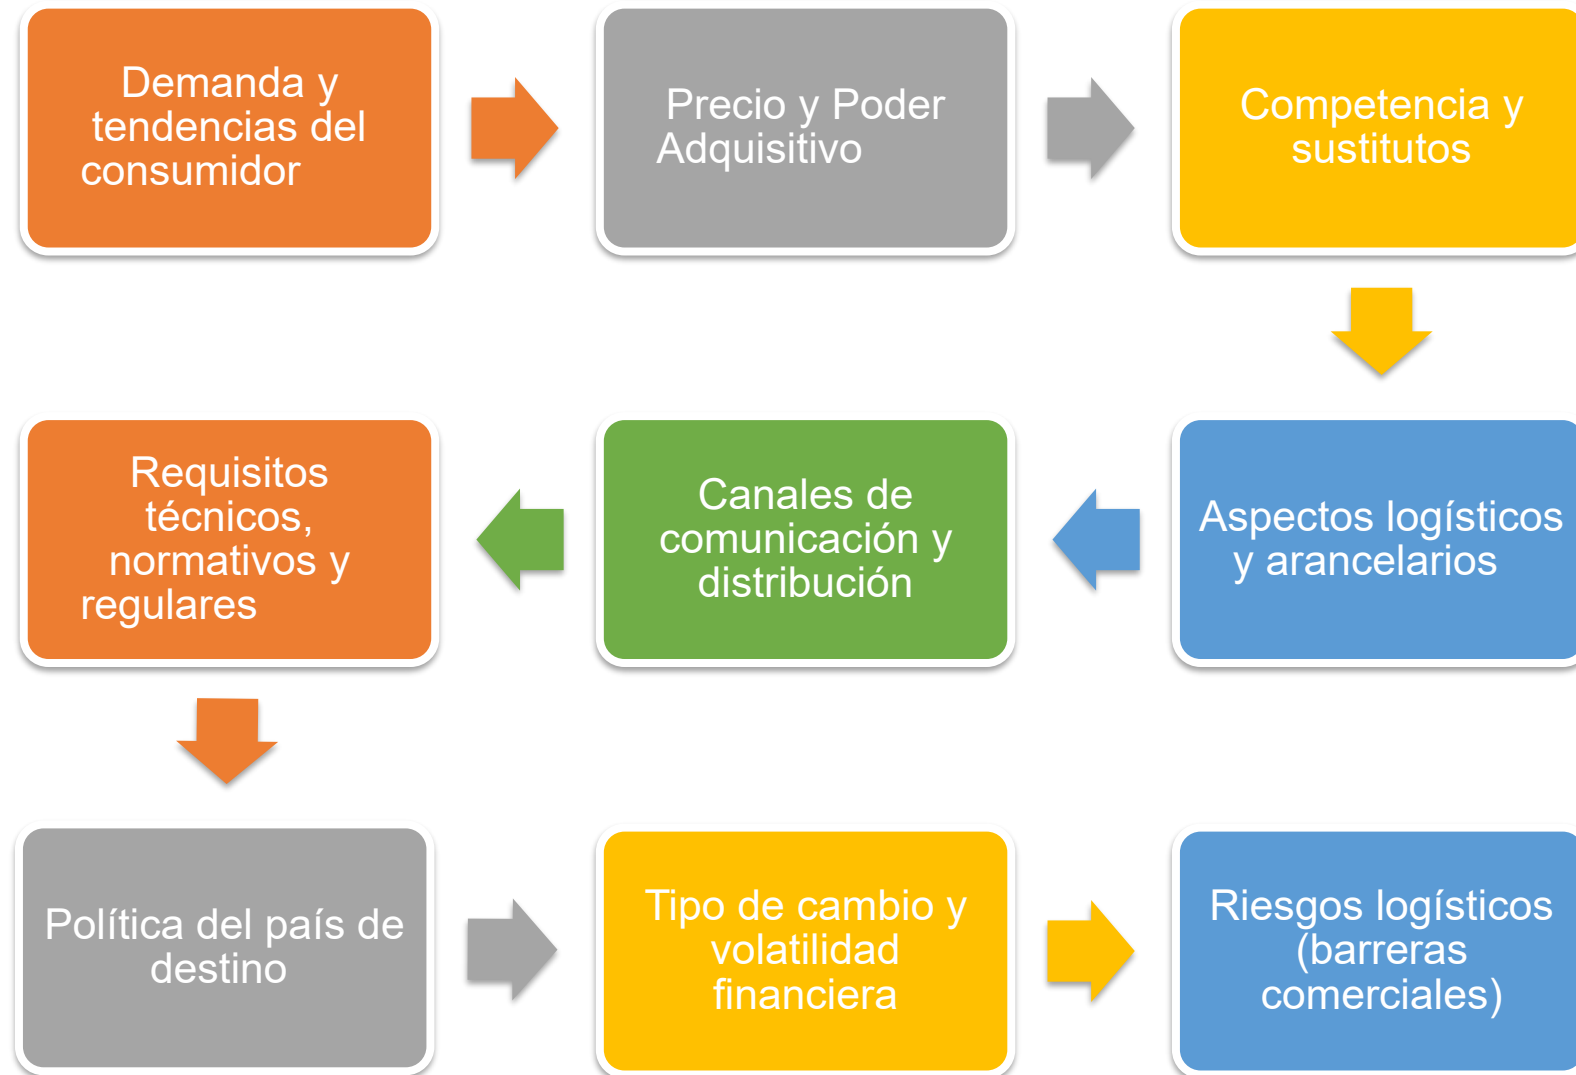 Demanda y
tendencias del
consumidor
Precio y Poder
Adquisitivo
Competencia y
sustitutos
Aspectos logísticos
y arancelarios
Canales de
comunicación y
distribución
Requisitos
técnicos,
normativos y
regulares
Política del país de
destino
Tipo de cambio y
volatilidad
financiera
Riesgos logísticos
(barreras
comerciales)